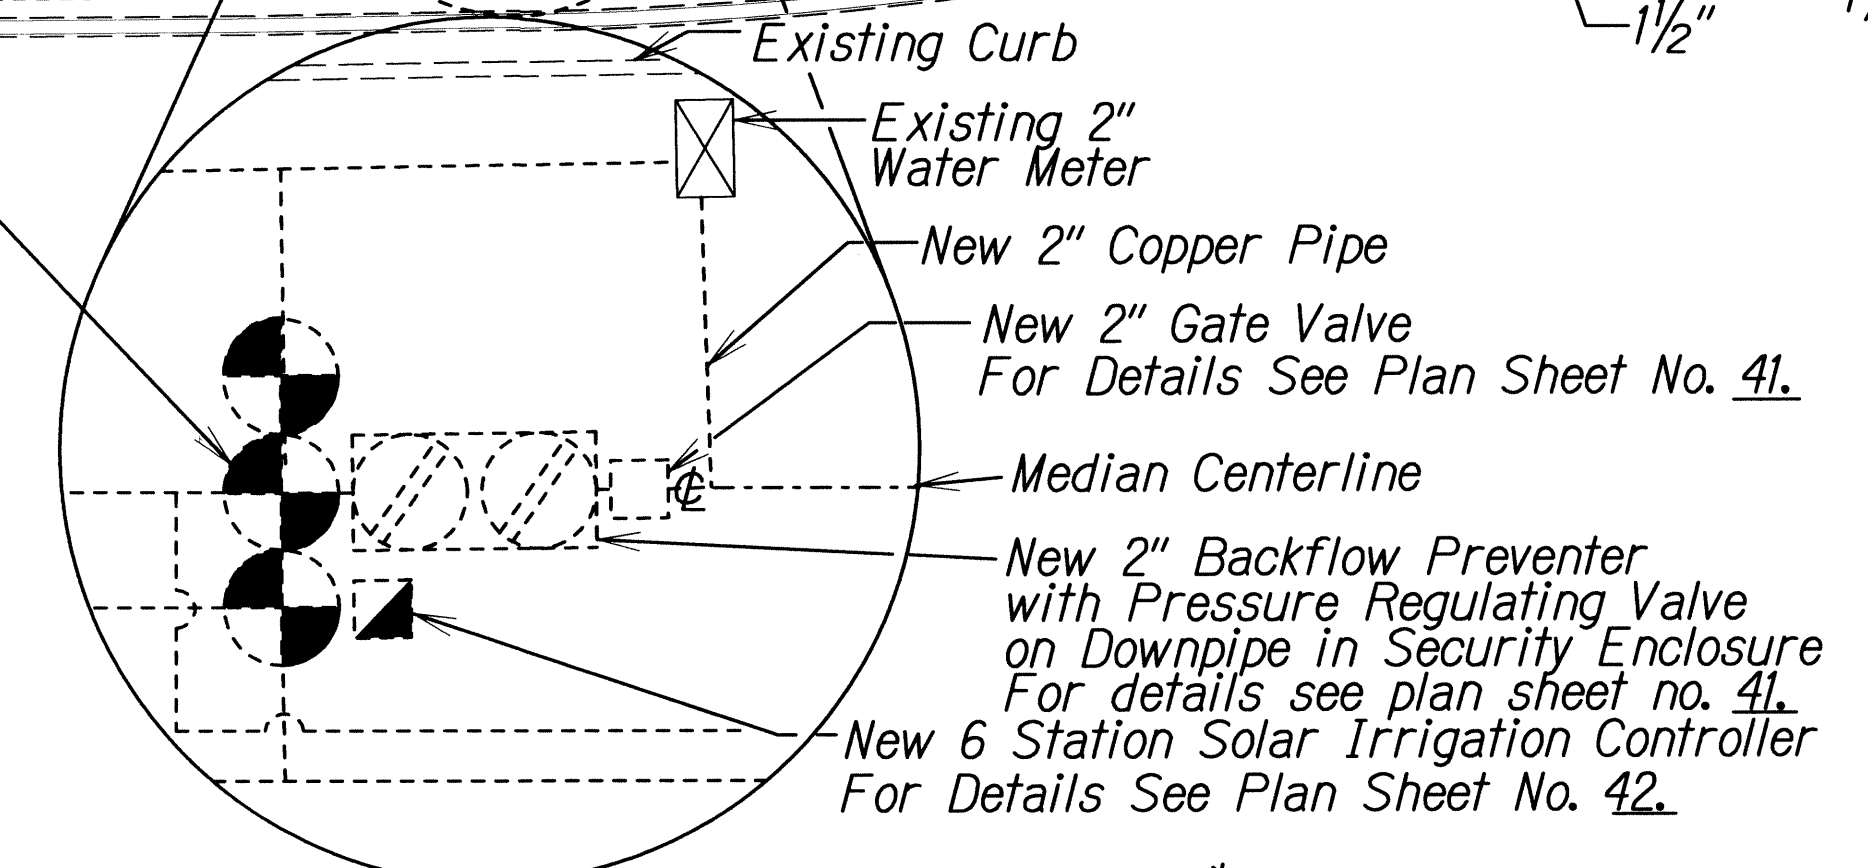 1½"
Existing Curb
Existing 2"
Water Meter
New 2" Copper Pipe
New 2" Gate Valve
For Details See Plan Sheet No. 41.
℄
Median Centerline
New 2" Backflow Preventer
with Pressure Regulating Valve
on Downpipe in Security Enclosure
For details see plan sheet no. 41.
New 6 Station Solar Irrigation Controller
For Details See Plan Sheet No. 42.